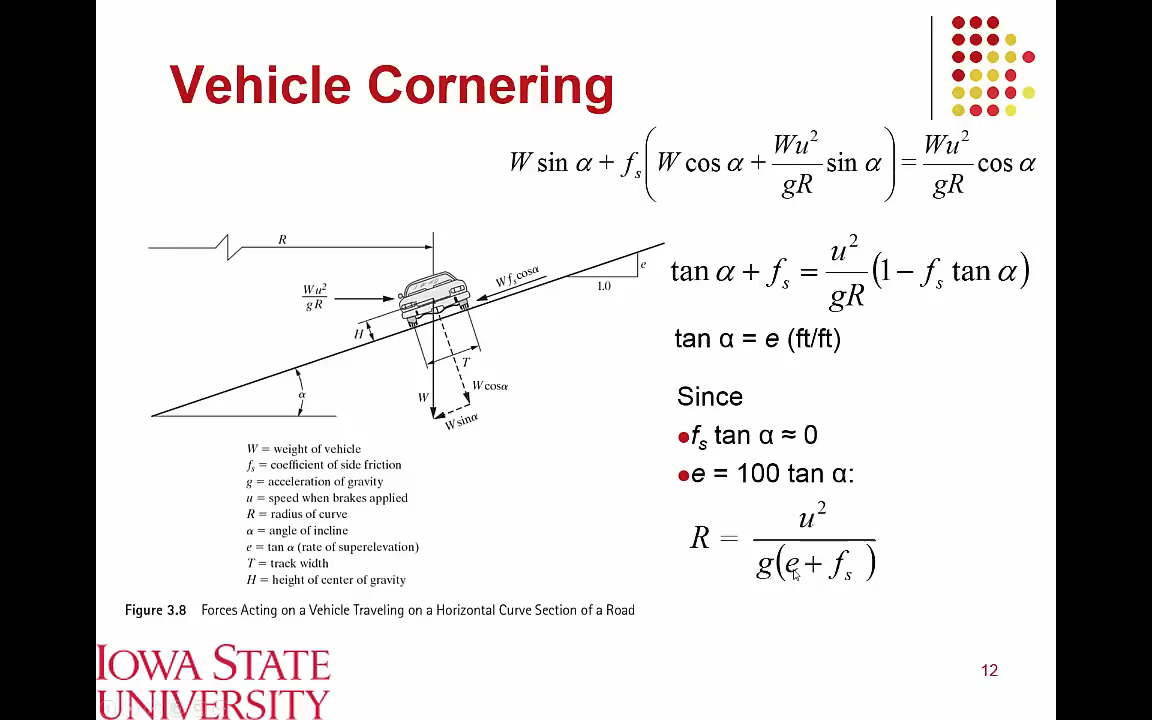 Vehicle Cornering
W sin α + f_s ( W cos α + Wu²/gR sin α ) = Wu²/gR cos α
R
Wu²/gR
H
α
W
T
W f_s cosα
W cosα
W sinα
e
1.0
tan α + f_s = u²/gR (1 − f_s tan α)
tan α = e (ft/ft)
Since
●f_s tan α ≈ 0
●e = 100 tan α:
R = u² / g(e + f_s)
W = weight of vehicle
f_s = coefficient of side friction
g = acceleration of gravity
u = speed when brakes applied
R = radius of curve
α = angle of incline
e = tan α (rate of superelevation)
T = track width
H = height of center of gravity
Figure 3.8 Forces Acting on a Vehicle Traveling on a Horizontal Curve Section of a Road
IOWA STATE
UNIVERSITY
12